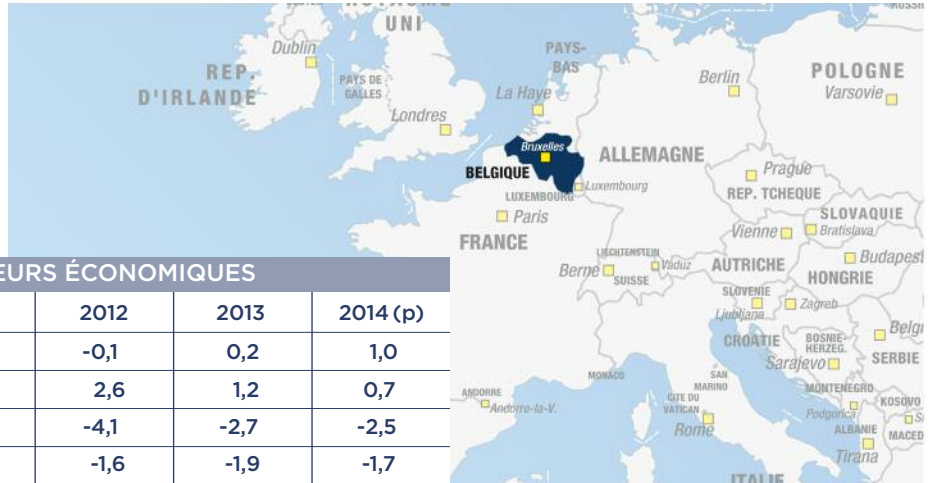 UNI
Dublin
REP.
D'IRLANDE
PAYS DE
GALLES
Londres
PAYS-
BAS
La Haye
Berlin
POLOGNE
Varsovie
Bruxelles
BELGIQUE
ALLEMAGNE
LUXEMBOURG
Luxembourg
Prague
REP. TCHEQUE
SLOVAQUIE
Bratislava
Vienne
Paris
FRANCE
LIECHTENSTEIN
Vaduz
Berne
SUISSE
AUTRICHE
Budapest
HONGRIE
SLOVENIE
Ljubljana
Zagreb
CROATIE
BOSNIE-
HERZEG.
Sarajevo
Belgr
SERBIE
MONACO
SAN
MARINO
CITE DU
VATICAN
Rome
ANDORRE
Andorre-la-V.
MONTENEGRO
Podgorica
KOSOVO
ALBANIE
MACED
Tirana
ITALIE
EURS ÉCONOMIQUES
2012 2013 2014 (p)
-0,1 0,2 1,0
2,6 1,2 0,7
-4,1 -2,7 -2,5
-1,6 -1,9 -1,7